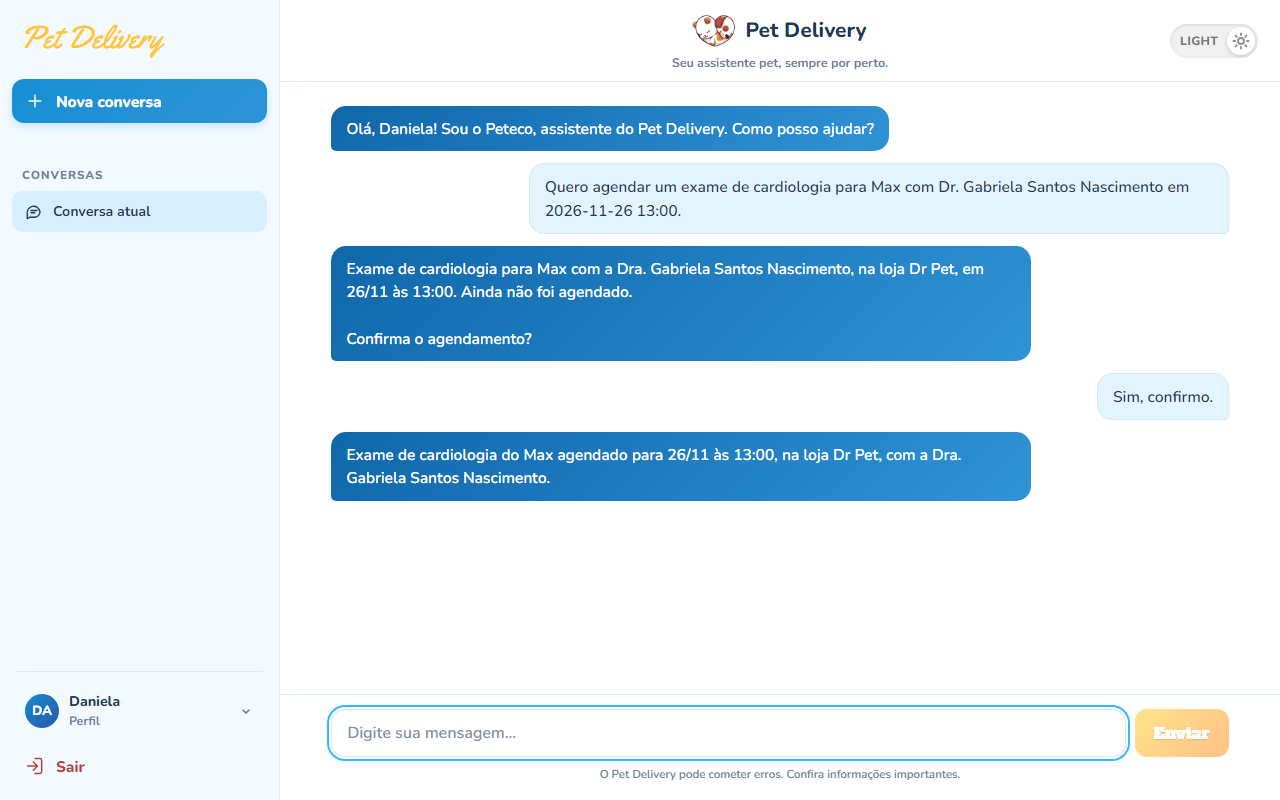 Pet Delivery
Nova conversa
CONVERSAS
Conversa atual
DA
Daniela
Perfil
Sair
Pet Delivery
Seu assistente pet, sempre por perto.
LIGHT
Olá, Daniela! Sou o Peteco, assistente do Pet Delivery. Como posso ajudar?
Quero agendar um exame de cardiologia para Max com Dr. Gabriela Santos Nascimento em
2026-11-26 13:00.
Exame de cardiologia para Max com a Dra. Gabriela Santos Nascimento, na loja Dr Pet, em
26/11 às 13:00. Ainda não foi agendado.
Confirma o agendamento?
Sim, confirmo.
Exame de cardiologia do Max agendado para 26/11 às 13:00, na loja Dr Pet, com a Dra.
Gabriela Santos Nascimento.
Digite sua mensagem...
Enviar
O Pet Delivery pode cometer erros. Confira informações importantes.